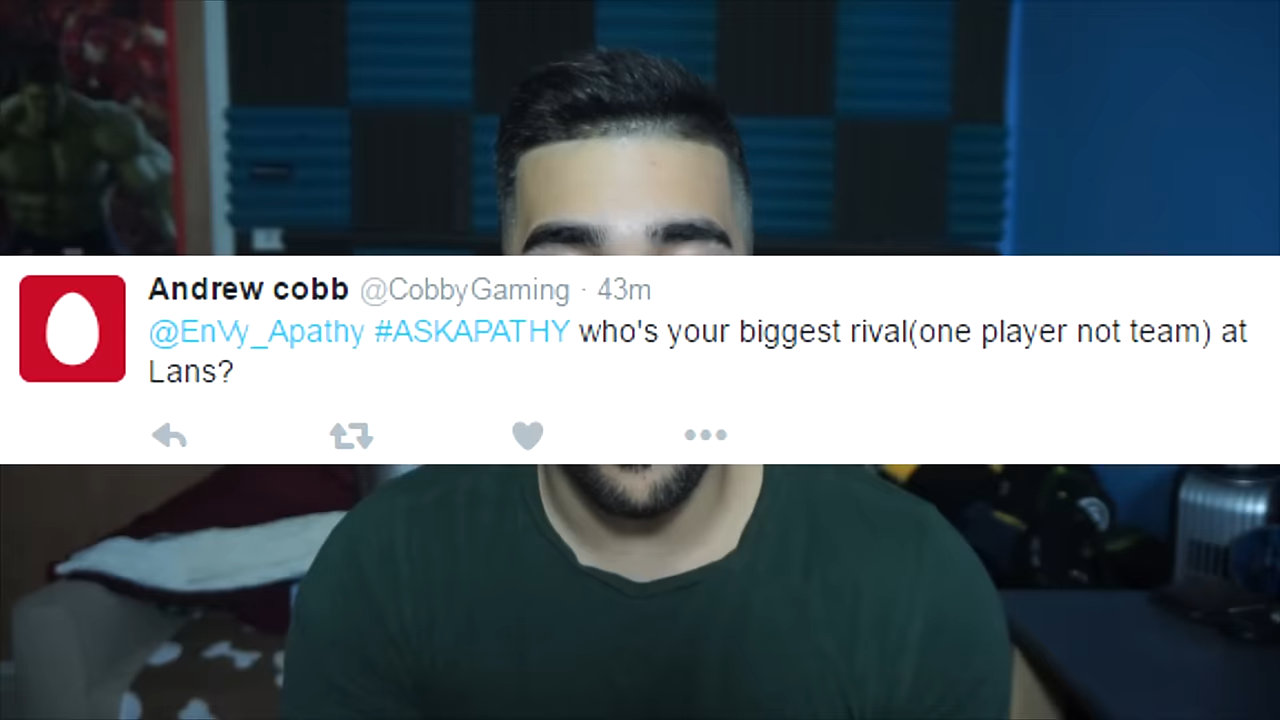 Andrew cobb @CobbyGaming · 43m
@EnVy_Apathy #ASKAPATHY who's your biggest rival(one player not team) at
Lans?